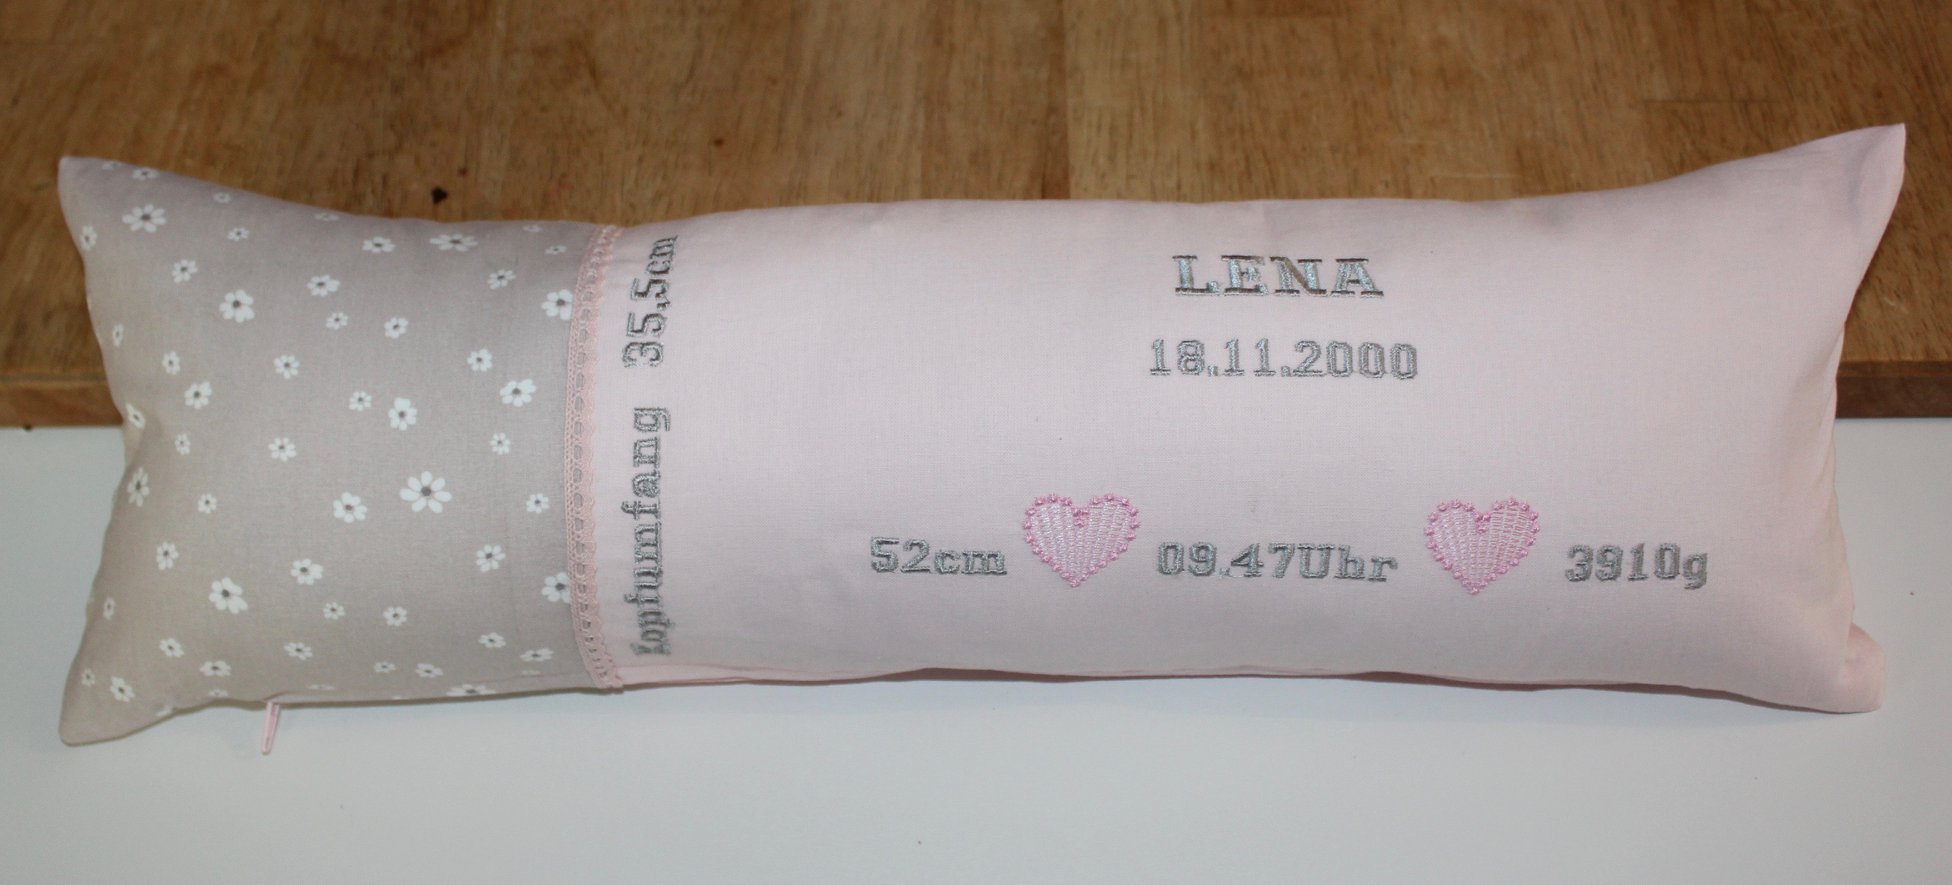 Kopfumfang 35,5cm
LENA
18.11.2000
52cm 09.47Uhr 3910g